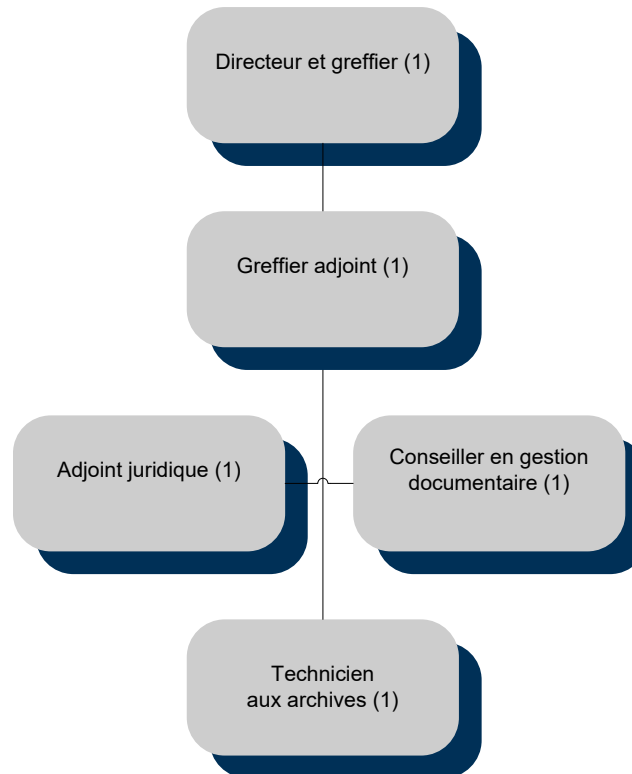 Directeur et greffier (1)
Greffier adjoint (1)
Adjoint juridique (1)
Conseiller en gestion
documentaire (1)
Technicien
aux archives (1)